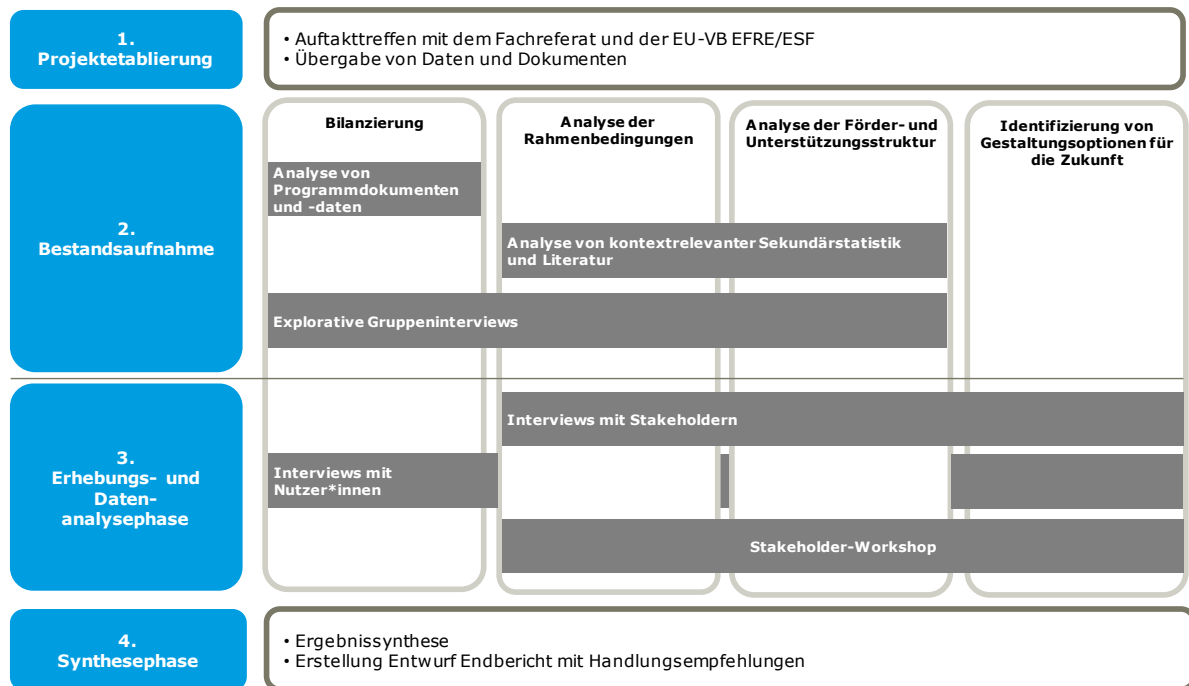 1.
Projektetablierung
• Auftakttreffen mit dem Fachreferat und der EU-VB EFRE/ESF
• Übergabe von Daten und Dokumenten
2.
Bestandsaufnahme
Bilanzierung
Analyse der
Rahmenbedingungen
Analyse der Förder- und
Unterstützungsstruktur
Identifizierung von
Gestaltungsoptionen für
die Zukunft
Analyse von
Programmdokumenten
und -daten
Analyse von kontextrelevanter Sekundärstatistik
und Literatur
Explorative Gruppeninterviews
3.
Erhebungs- und
Daten-
analysephase
Interviews mit Stakeholdern
Interviews mit
Nutzer*innen
Stakeholder-Workshop
4.
Synthesephase
• Ergebnissynthese
• Erstellung Entwurf Endbericht mit Handlungsempfehlungen